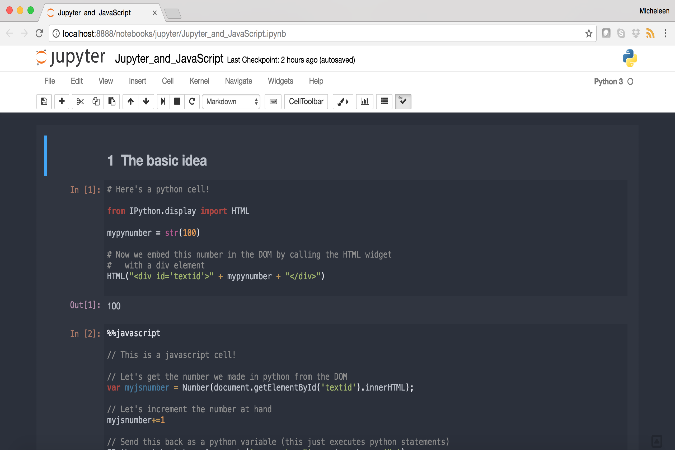 Jupyter_and_JavaScript
Micheleen
localhost:8888/notebooks/jupyter/Jupyter_and_JavaScript.ipynb
jupyter Jupyter_and_JavaScript Last Checkpoint: 2 hours ago (autosaved)
File Edit View Insert Cell Kernel Navigate Widgets Help Python 3
Markdown CellToolbar
1 The basic idea
In [1]: # Here's a python cell!
from IPython.display import HTML
mypynumber = str(100)
# Now we embed this number in the DOM by calling the HTML widget
# with a div element
HTML("<div id='textid'>" + mypynumber + "</div>")
Out[1]: 100
In [2]: %%javascript
// This is a javascript cell!
// Let's get the number we made in python from the DOM
var myjsnumber = Number(document.getElementById('textid').innerHTML);
// Let's increment the number at hand
myjsnumber+=1
// Send this back as a python variable (this just executes python statements)